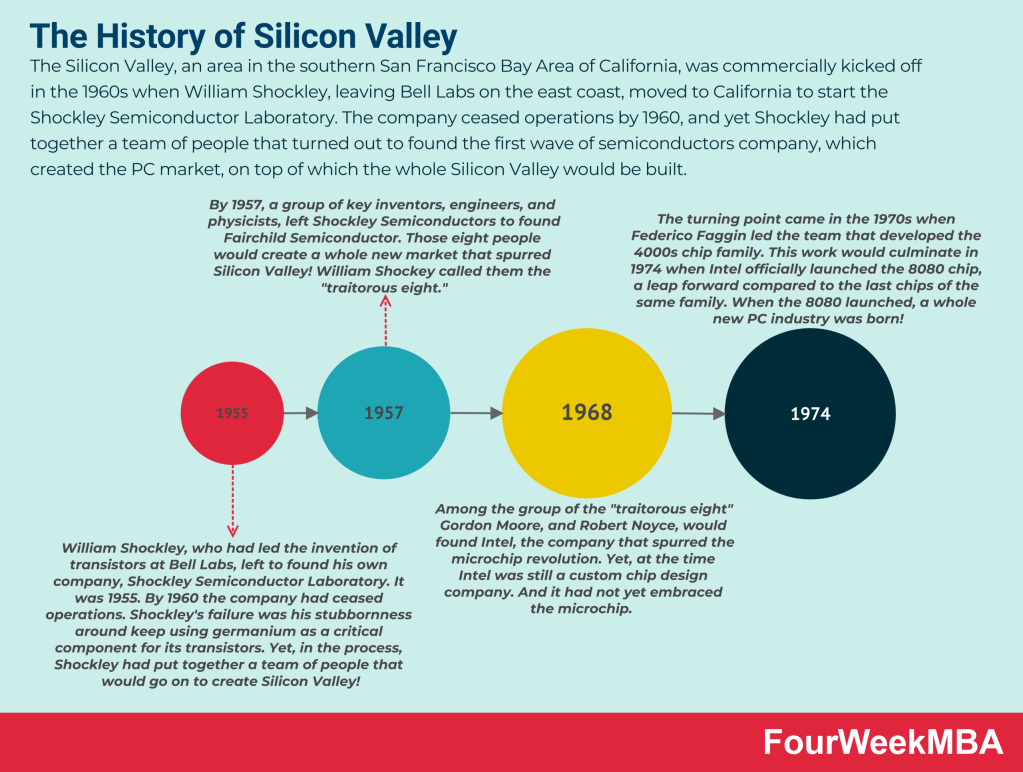 The History of Silicon Valley
The Silicon Valley, an area in the southern San Francisco Bay Area of California, was commercially kicked off
in the 1960s when William Shockley, leaving Bell Labs on the east coast, moved to California to start the
Shockley Semiconductor Laboratory. The company ceased operations by 1960, and yet Shockley had put
together a team of people that turned out to found the first wave of semiconductors company, which
created the PC market, on top of which the whole Silicon Valley would be built.
By 1957, a group of key inventors, engineers, and
physicists, left Shockley Semiconductors to found
Fairchild Semiconductor. Those eight people
would create a whole new market that spurred
Silicon Valley! William Shockey called them the
"traitorous eight."
The turning point came in the 1970s when
Federico Faggin led the team that developed the
4000s chip family. This work would culminate in
1974 when Intel officially launched the 8080 chip,
a leap forward compared to the last chips of the
same family. When the 8080 launched, a whole
new PC industry was born!
1955
1957
1968
1974
William Shockley, who had led the invention of
transistors at Bell Labs, left to found his own
company, Shockley Semiconductor Laboratory. It
was 1955. By 1960 the company had ceased
operations. Shockley's failure was his stubbornness
around keep using germanium as a critical
component for its transistors. Yet, in the process,
Shockley had put together a team of people that
would go on to create Silicon Valley!
Among the group of the "traitorous eight"
Gordon Moore, and Robert Noyce, would
found Intel, the company that spurred the
microchip revolution. Yet, at the time
Intel was still a custom chip design
company. And it had not yet embraced
the microchip.
FourWeekMBA